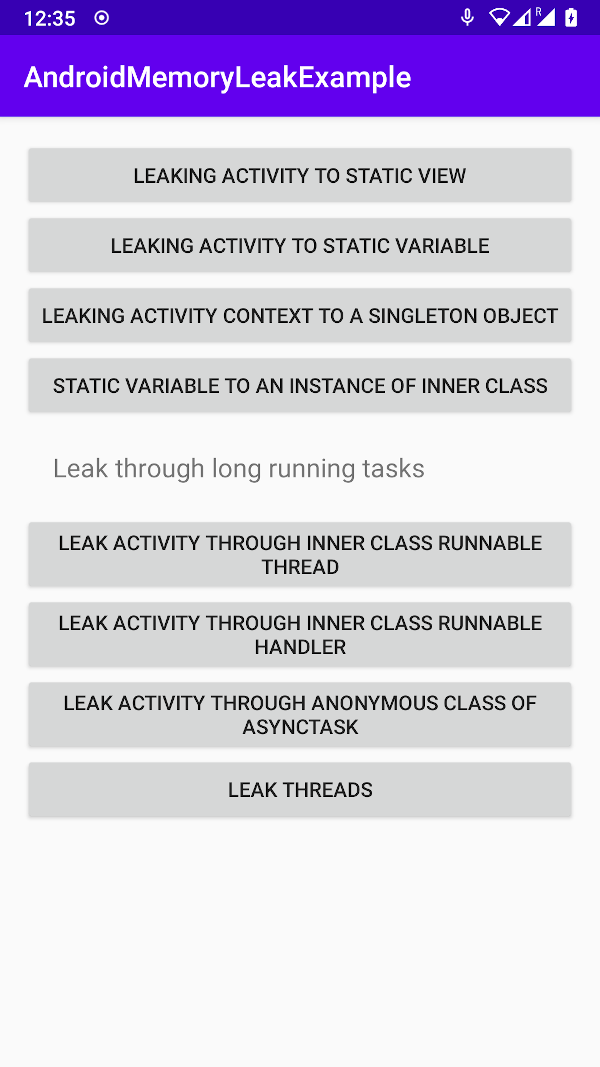 12:35
R
AndroidMemoryLeakExample
LEAKING ACTIVITY TO STATIC VIEW
LEAKING ACTIVITY TO STATIC VARIABLE
LEAKING ACTIVITY CONTEXT TO A SINGLETON OBJECT
STATIC VARIABLE TO AN INSTANCE OF INNER CLASS
Leak through long running tasks
LEAK ACTIVITY THROUGH INNER CLASS RUNNABLE
THREAD
LEAK ACTIVITY THROUGH INNER CLASS RUNNABLE
HANDLER
LEAK ACTIVITY THROUGH ANONYMOUS CLASS OF
ASYNCTASK
LEAK THREADS